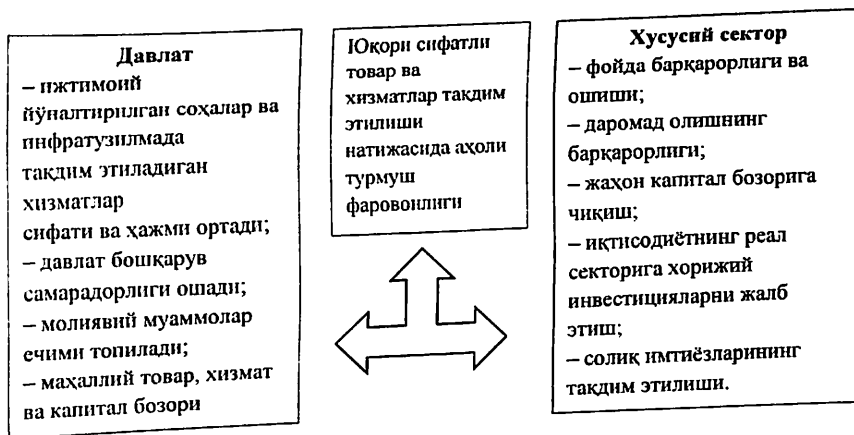 Давлат
– ижтимоий
йўналтирилган соҳалар ва
инфратузилмада
тақдим этиладиган
хизматлар
сифати ва ҳажми ортади;
– давлат бошқарув
самарадорлиги ошади;
– молиявий муаммолар
ечими топилади;
– маҳаллий товар, хизмат
ва капитал бозори
Юқори сифатли
товар ва
хизматлар тақдим
этилиши
натижасида аҳоли
турмуш
фаровонлиги
Хусусий сектор
– фойда барқарорлиги ва
ошиши;
– даромад олишнинг
барқарорлиги;
– жаҳон капитал бозорига
чиқиш;
– иқтисодиётнинг реал
секторига хорижий
инвестицияларни жалб
этиш;
– солиқ имтиёзларининг
тақдим этилиши.